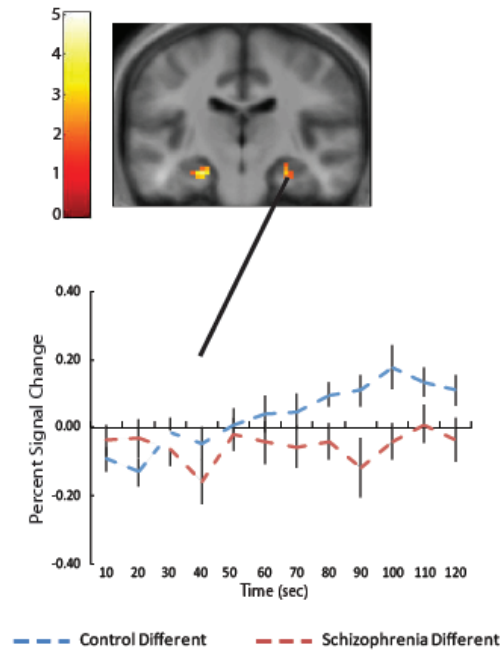 5
4
3
2
1
0
0.40
0.20
0.00
-0.20
-0.40
Percent Signal Change
10 20 30 40 50 60 70 80 90 100 110 120
Time (sec)
Control Different Schizophrenia Different